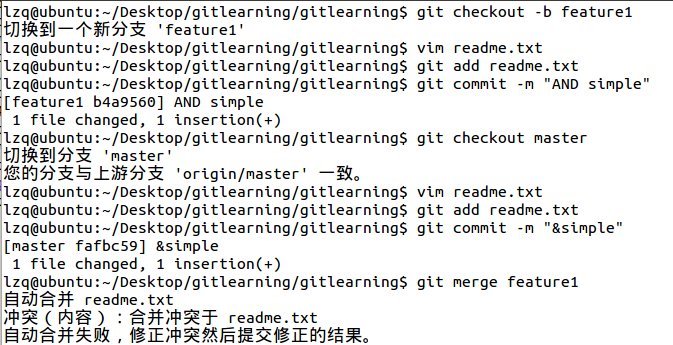 lzq@ubuntu:~/Desktop/gitlearning/gitlearning$ git checkout -b feature1
切换到一个新分支 'feature1'
lzq@ubuntu:~/Desktop/gitlearning/gitlearning$ vim readme.txt
lzq@ubuntu:~/Desktop/gitlearning/gitlearning$ git add readme.txt
lzq@ubuntu:~/Desktop/gitlearning/gitlearning$ git commit -m "AND simple"
[feature1 b4a9560] AND simple
 1 file changed, 1 insertion(+)
lzq@ubuntu:~/Desktop/gitlearning/gitlearning$ git checkout master
切换到分支 'master'
您的分支与上游分支 'origin/master' 一致。
lzq@ubuntu:~/Desktop/gitlearning/gitlearning$ vim readme.txt
lzq@ubuntu:~/Desktop/gitlearning/gitlearning$ git add readme.txt
lzq@ubuntu:~/Desktop/gitlearning/gitlearning$ git commit -m "&simple"
[master fafbc59] &simple
 1 file changed, 1 insertion(+)
lzq@ubuntu:~/Desktop/gitlearning/gitlearning$ git merge feature1
自动合并 readme.txt
冲突（内容）：合并冲突于 readme.txt
自动合并失败，修正冲突然后提交修正的结果。